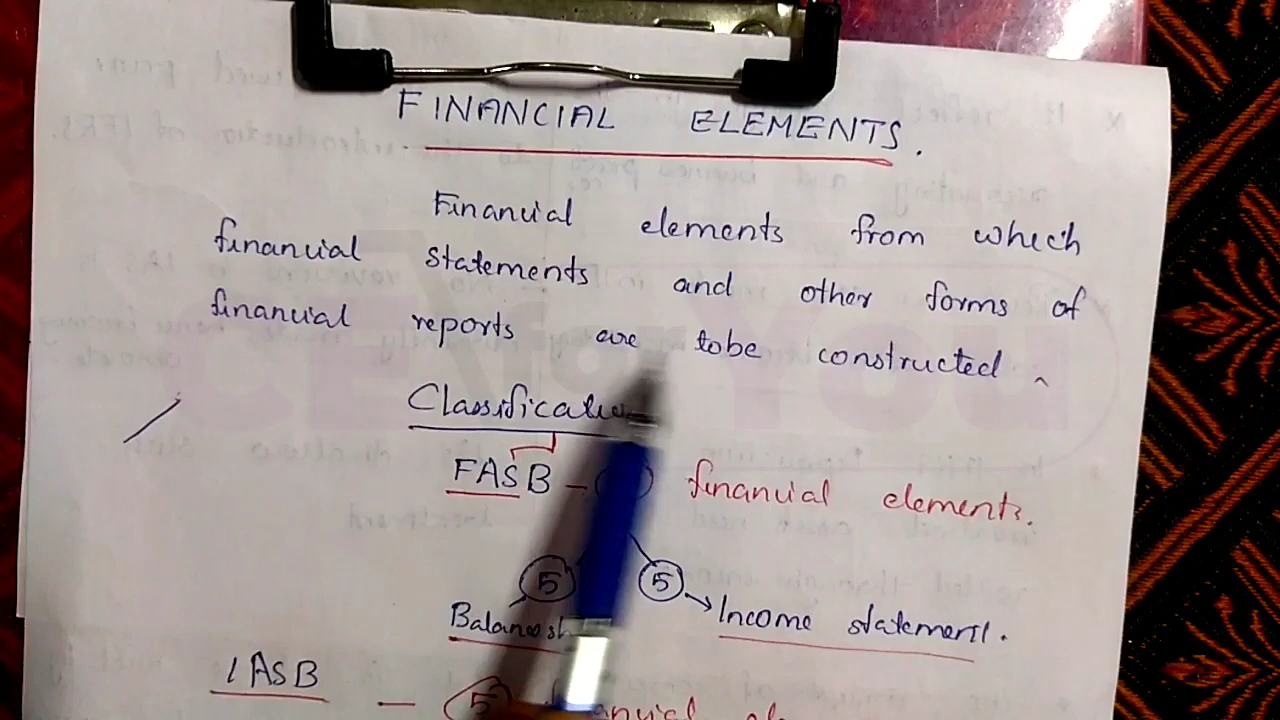 FINANCIAL ELEMENTS.
Financial elements from which
financial statements and other forms of
financial reports are tobe constructed
FASB - financial elements.
5 5
Income statement.
IASB - 5